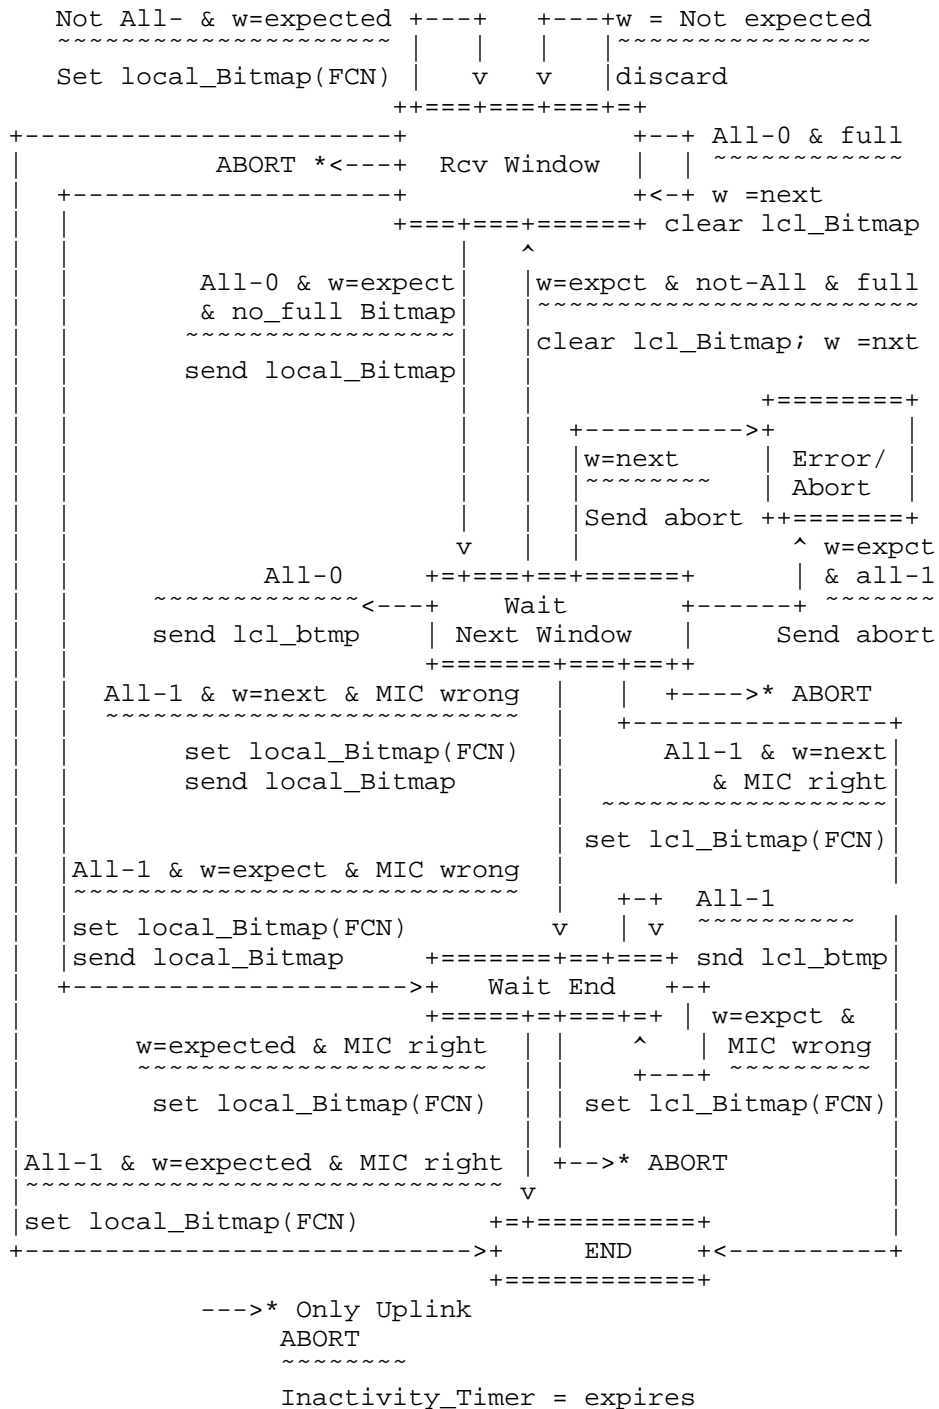 Not All- & w=expected +---+   +---+w = Not expected
~~~~~~~~~~~~~~~~~~~~~ |   |   |   |~~~~~~~~~~~~~~~~
Set local_Bitmap(FCN) |   v   v   |discard
++===+===+===+=+
+-----------------------+               +--+ All-0 & full
|            ABORT *<---+  Rcv Window  |  | ~~~~~~~~~~~~
|  +--------------------+               +<-+ w =next
|  |                    +===+===+======+ clear lcl_Bitmap
|  |                        |   ^
|  |        All-0 & w=expect|   |w=expct & not-All & full
|  |        & no_full Bitmap|   |~~~~~~~~~~~~~~~~~~~~~~~~
|  |       ~~~~~~~~~~~~~~~~~|   |clear lcl_Bitmap; w =nxt
|  |       send local_Bitmap|   |
|  |                        |   |              +========+
|  |                        |   |  +---------->+        |
|  |                        |   |  |w=next     | Error/ |
|  |                        |   |  |~~~~~~~~   | Abort  |
|  |                        |   |  |Send abort ++=======+
|  |                        v   |  |             ^ w=expct
|  |            All-0     +=+===+==+======+      | & all-1
|  |     ~~~~~~~~~~~~~<---+    Wait       +------+ ~~~~~~~
|  |     send lcl_btmp    | Next Window   |     Send abort
|  |                      +=======+===+==++
|  |  All-1 & w=next & MIC wrong  |   |  +---->* ABORT
|  |  ~~~~~~~~~~~~~~~~~~~~~~~~~~  |   +----------------+
|  |       set local_Bitmap(FCN)  |      All-1 & w=next|
|  |       send local_Bitmap      |         & MIC right|
|  |                              |  ~~~~~~~~~~~~~~~~~~|
|  |                              | set lcl_Bitmap(FCN)|
|  |All-1 & w=expect & MIC wrong  |                    |
|  |~~~~~~~~~~~~~~~~~~~~~~~~~~~~  |   +-+  All-1       |
|  |set local_Bitmap(FCN)         v   | v  ~~~~~~~~~~  |
|  |send local_Bitmap     +=======+==+===+ snd lcl_btmp|
|  +--------------------->+   Wait End   +-+           |
|                         +=====+=+===+=+ | w=expct &  |
|       w=expected & MIC right  | |    ^   | MIC wrong |
|       ~~~~~~~~~~~~~~~~~~~~~~  | |    +---+ ~~~~~~~~~ |
|        set local_Bitmap(FCN)  | | set lcl_Bitmap(FCN)|
|                               | |                    |
|All-1 & w=expected & MIC right | +-->* ABORT          |
|~~~~~~~~~~~~~~~~~~~~~~~~~~~~~~ v                      |
|set local_Bitmap(FCN)        +=+==========+           |
+---------------------------->+     END    +<----------+
+============+
--->* Only Uplink
ABORT
~~~~~~~~
Inactivity_Timer = expires